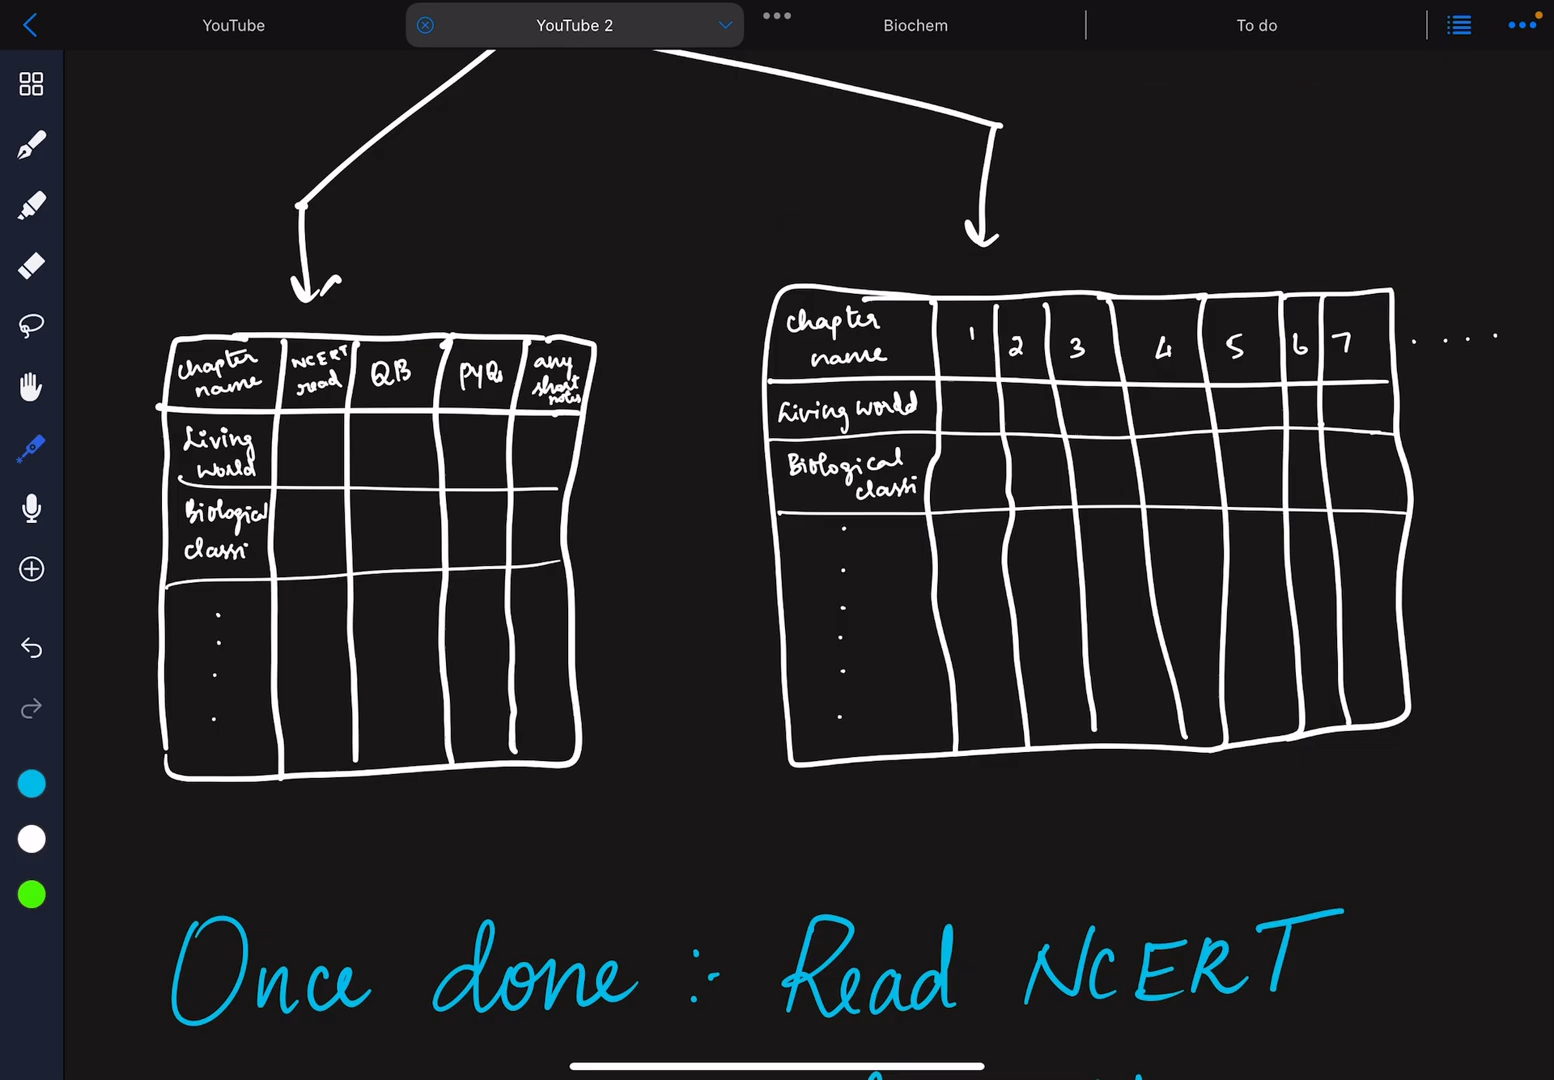 YouTube
YouTube 2
Biochem
To do
Chapter name
NCERT read
QB
PYQs
any short notes
Living world
Biological classi
Chapter name
1
2
3
4
5
6
7
.....
Living world
Biological classi
Once done :- Read NCERT